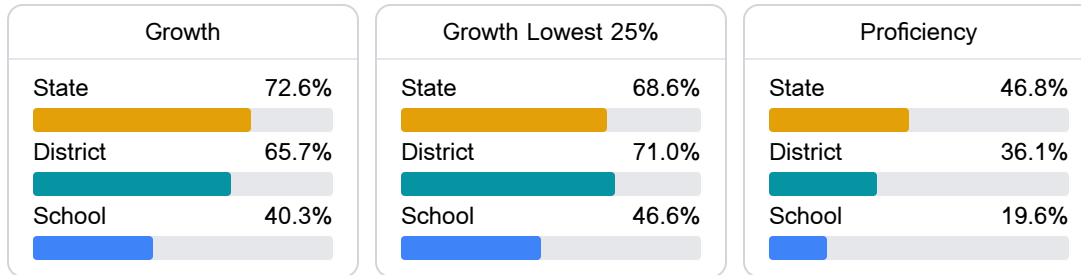 Growth
State 72.6%
District 65.7%
School 40.3%
Growth Lowest 25%
State 68.6%
District 71.0%
School 46.6%
Proficiency
State 46.8%
District 36.1%
School 19.6%